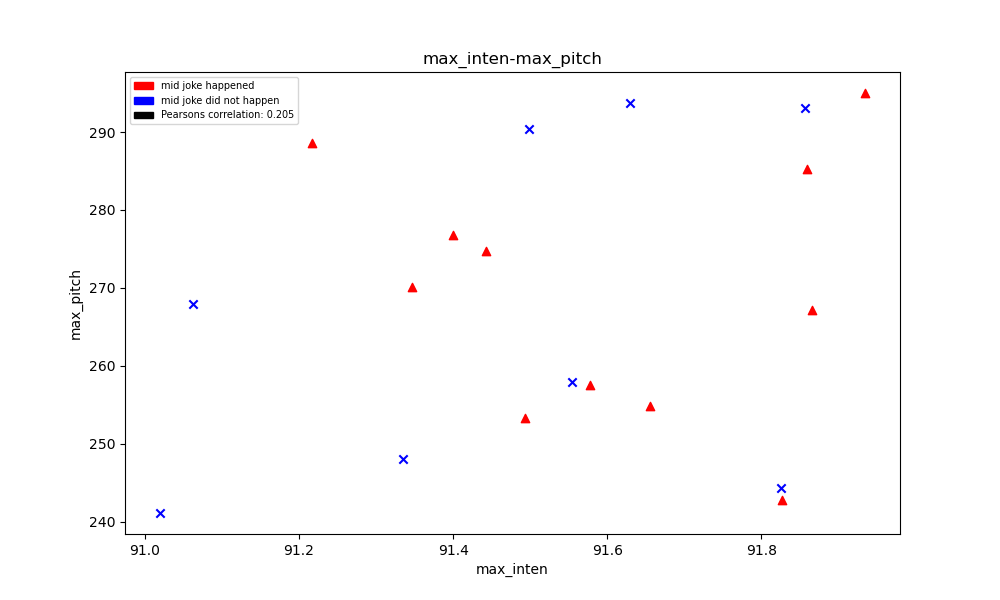 max_inten-max_pitch
mid joke happened
mid joke did not happen
Pearsons correlation: 0.205
290
280
270
260
250
240
max_pitch
91.0 91.2 91.4 91.6 91.8
max_inten